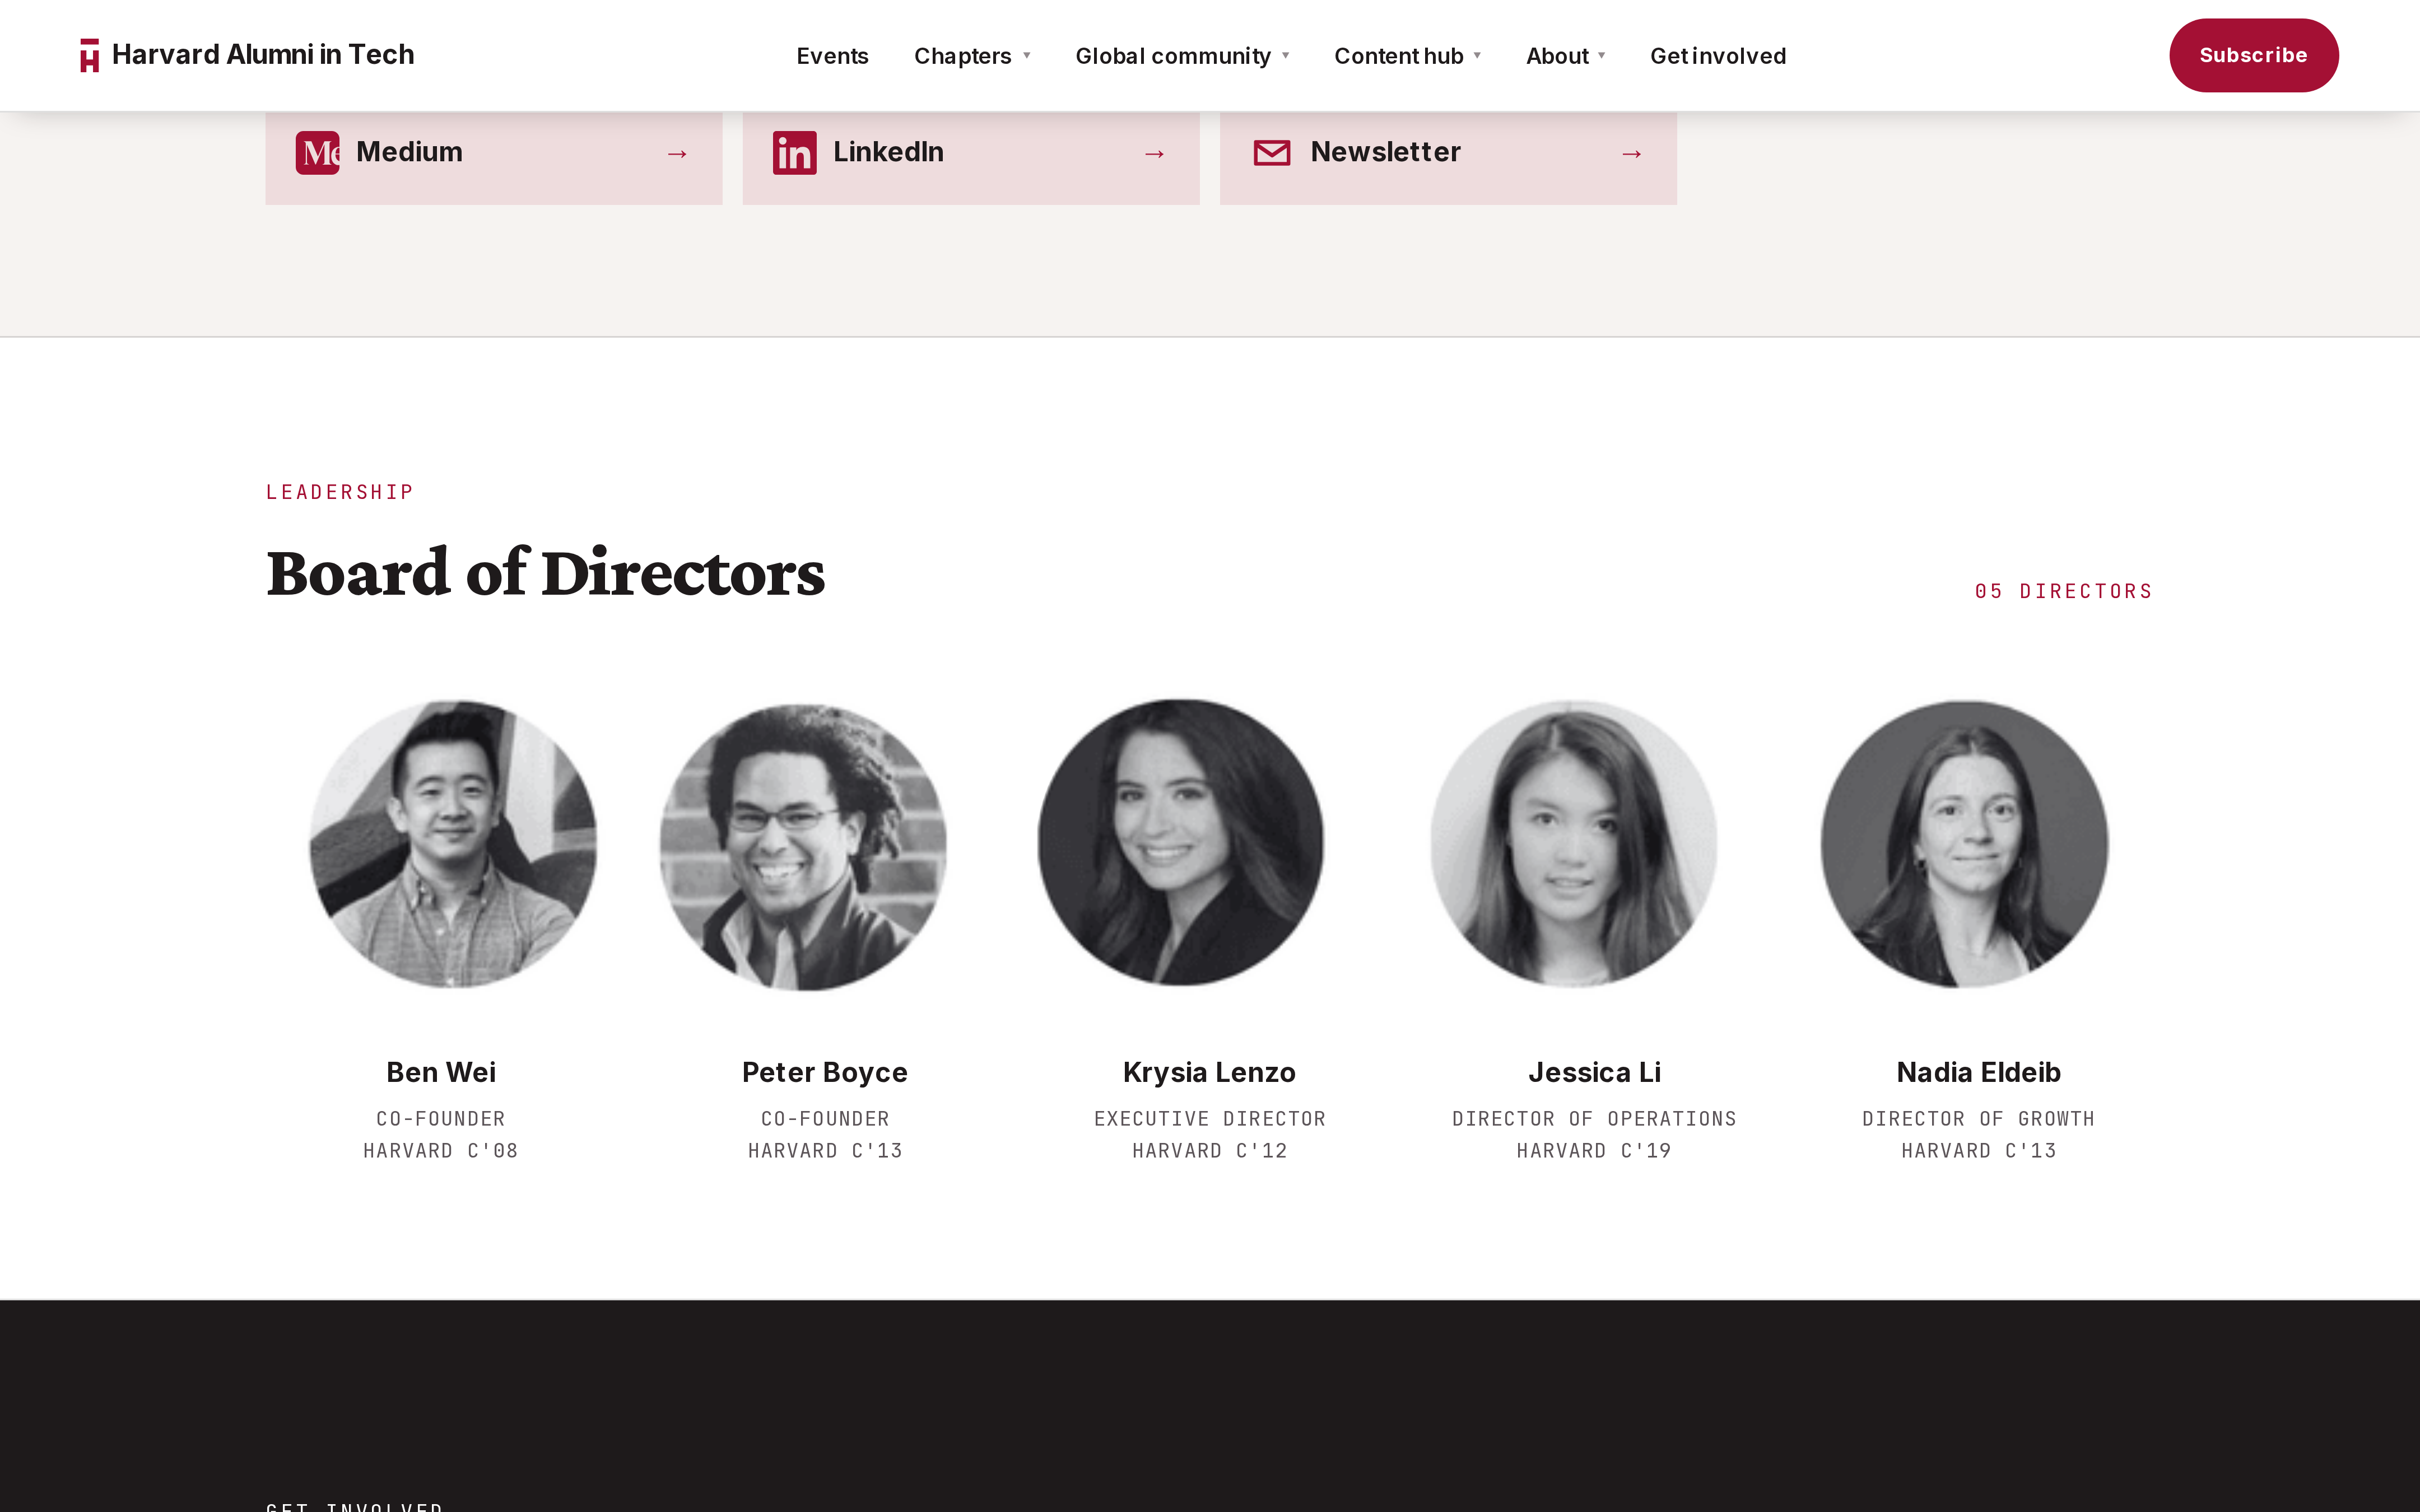 Harvard Alumni in Tech
Events
Chapters
Global community
Content hub
About
Get involved
Subscribe
Medium →
LinkedIn →
Newsletter →
LEADERSHIP
Board of Directors
05 DIRECTORS
Ben Wei
CO-FOUNDER
HARVARD C'08
Peter Boyce
CO-FOUNDER
HARVARD C'13
Krysia Lenzo
EXECUTIVE DIRECTOR
HARVARD C'12
Jessica Li
DIRECTOR OF OPERATIONS
HARVARD C'19
Nadia Eldeib
DIRECTOR OF GROWTH
HARVARD C'13
GET INVOLVED